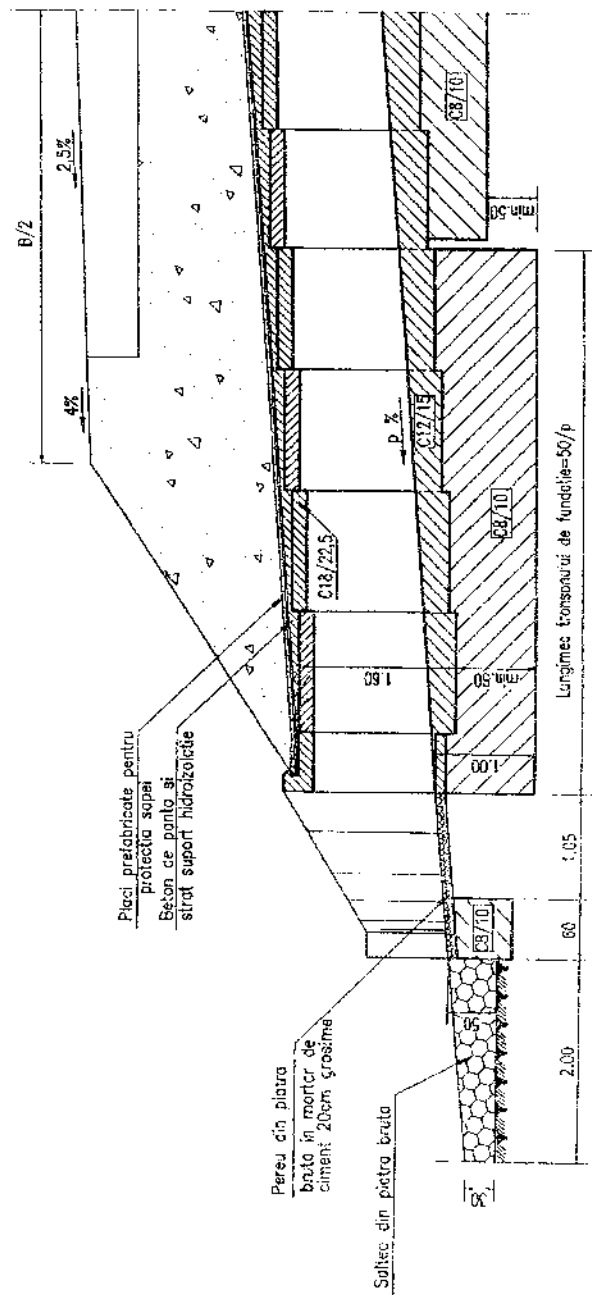 B/2
2,5%
4%
Placi prefabricate pentru
protectia sapei
Beton de panta si
strat suport hidroizolatie
C18/22,5
p %
C12/15
C8/10
min.50
1.60
min.50
C8/10
1.00
Pereu din piatra
bruta in mortar de
ciment 20cm grosime
C8/10
Saltea din piatra bruta
50
30
2.00
60
1.05
Lungimea transonului de fundatie=50/p